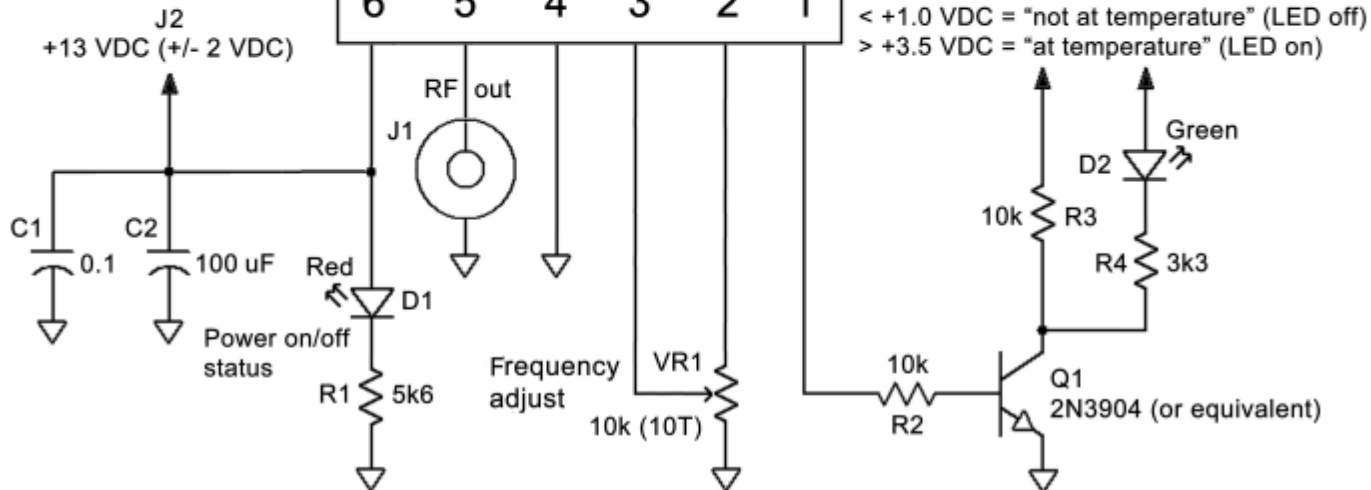 6 5 4 3 2 1
J2
+13 VDC (+/- 2 VDC)
< +1.0 VDC = “not at temperature” (LED off)
> +3.5 VDC = “at temperature” (LED on)
RF out
J1
Green
D2
C1
0.1
C2
100 uF
10k
R3
R4
3k3
Red
D1
Power on/off
status
R1
5k6
Frequency
adjust
VR1
10k (10T)
10k
R2
Q1
2N3904 (or equivalent)